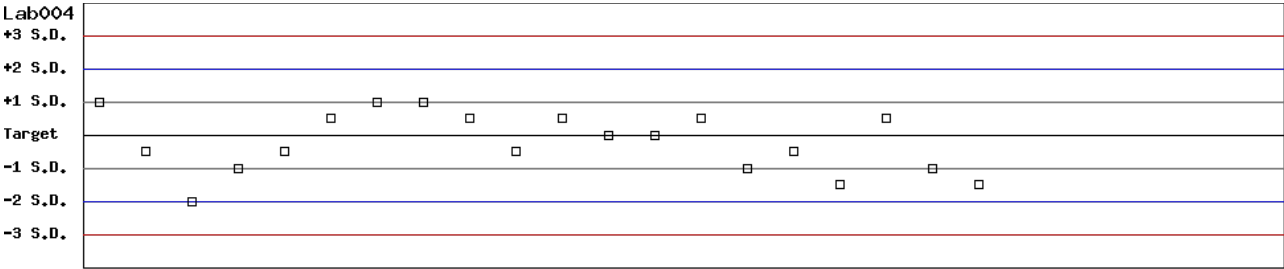 Lab004
+3 S.D.
+2 S.D.
+1 S.D.
Target
-1 S.D.
-2 S.D.
-3 S.D.